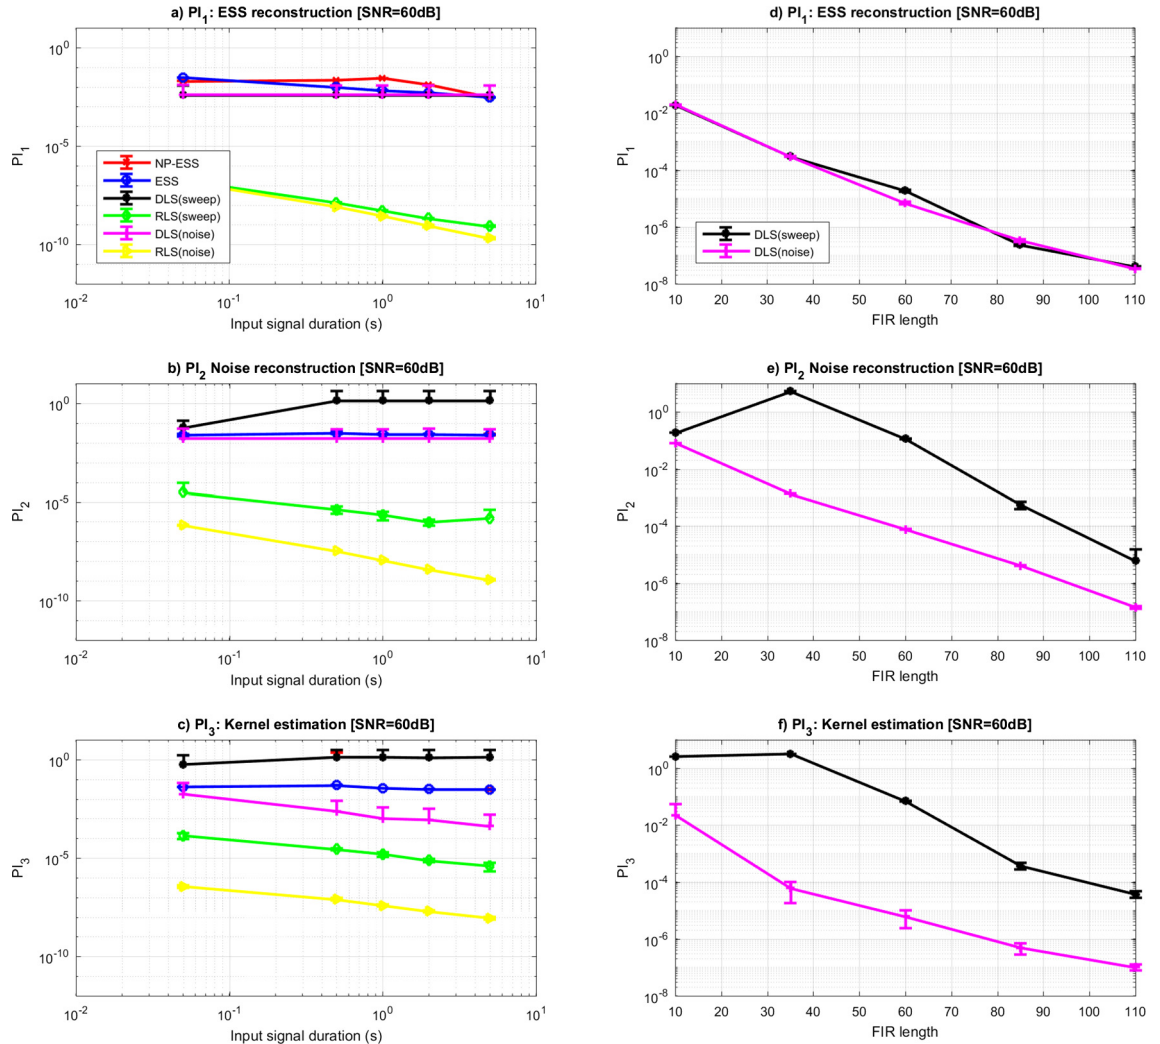 a) PI1: ESS reconstruction [SNR=60dB]
10^0
10^-5
10^-10
PI1
NP-ESS
ESS
DLS(sweep)
RLS(sweep)
DLS(noise)
RLS(noise)
10^-2
10^-1
10^0
10^1
Input signal duration (s)
d) PI1: ESS reconstruction [SNR=60dB]
10^0
10^-2
10^-4
10^-6
10^-8
PI1
DLS(sweep)
DLS(noise)
10 20 30 40 50 60 70 80 90 100 110
FIR length
b) PI2 Noise reconstruction [SNR=60dB]
10^0
10^-5
10^-10
PI2
10^-2
10^-1
10^0
10^1
Input signal duration (s)
e) PI2 Noise reconstruction [SNR=60dB]
10^0
10^-2
10^-4
10^-6
10^-8
PI2
10 20 30 40 50 60 70 80 90 100 110
FIR length
c) PI3: Kernel estimation [SNR=60dB]
10^0
10^-5
10^-10
PI3
10^-2
10^-1
10^0
10^1
Input signal duration (s)
f) PI3: Kernel estimation [SNR=60dB]
10^0
10^-2
10^-4
10^-6
10^-8
PI3
10 20 30 40 50 60 70 80 90 100 110
FIR length